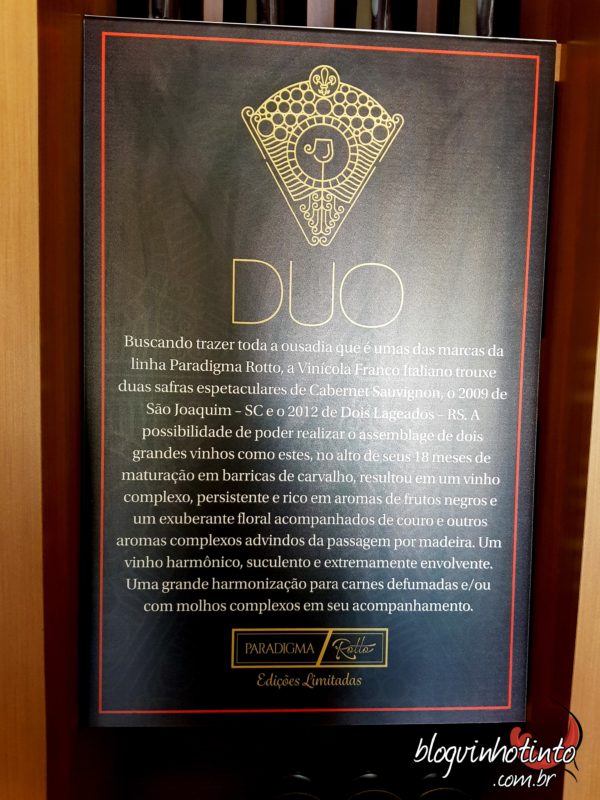 DUO
Buscando trazer toda a ousadia que é umas das marcas da
linha Paradigma Rotto, a Vinícola Franco Italiano trouxe
duas safras espetaculares de Cabernet Sauvignon, o 2009 de
São Joaquim – SC e o 2012 de Dois Lageados – RS. A
possibilidade de poder realizar o assemblage de dois
grandes vinhos como estes, no alto de seus 18 meses de
maturação em barricas de carvalho, resultou em um vinho
complexo, persistente e rico em aromas de frutos negros e
um exuberante floral acompanhados de couro e outros
aromas complexos advindos da passagem por madeira. Um
vinho harmônico, suculento e extremamente envolvente.
Uma grande harmonização para carnes defumadas e/ou
com molhos complexos em seu acompanhamento.
PARADIGMA / Rotto
Edições Limitadas
blogvinhotinto
.com.br